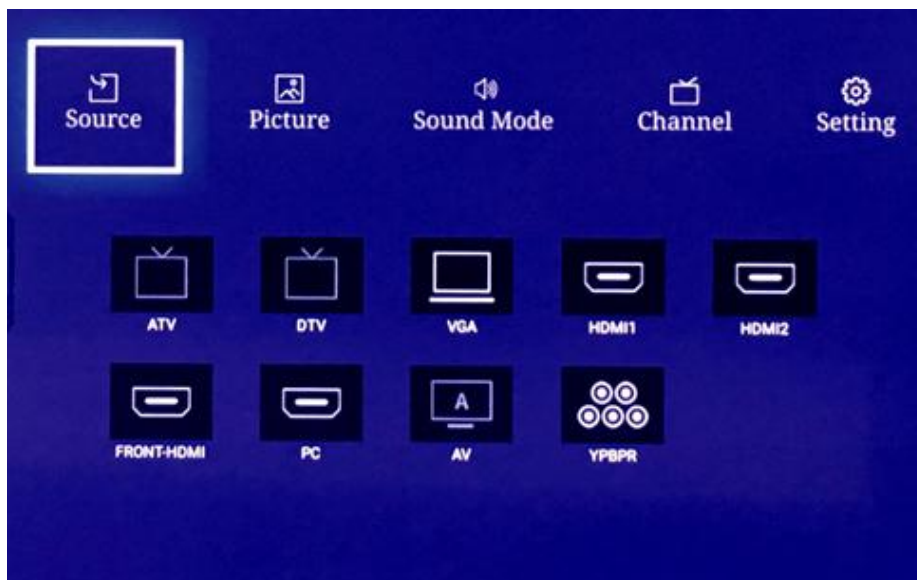 Source
Picture
Sound Mode
Channel
Setting
ATV
DTV
VGA
HDMI1
HDMI2
FRONT-HDMI
PC
A
AV
YPBPR